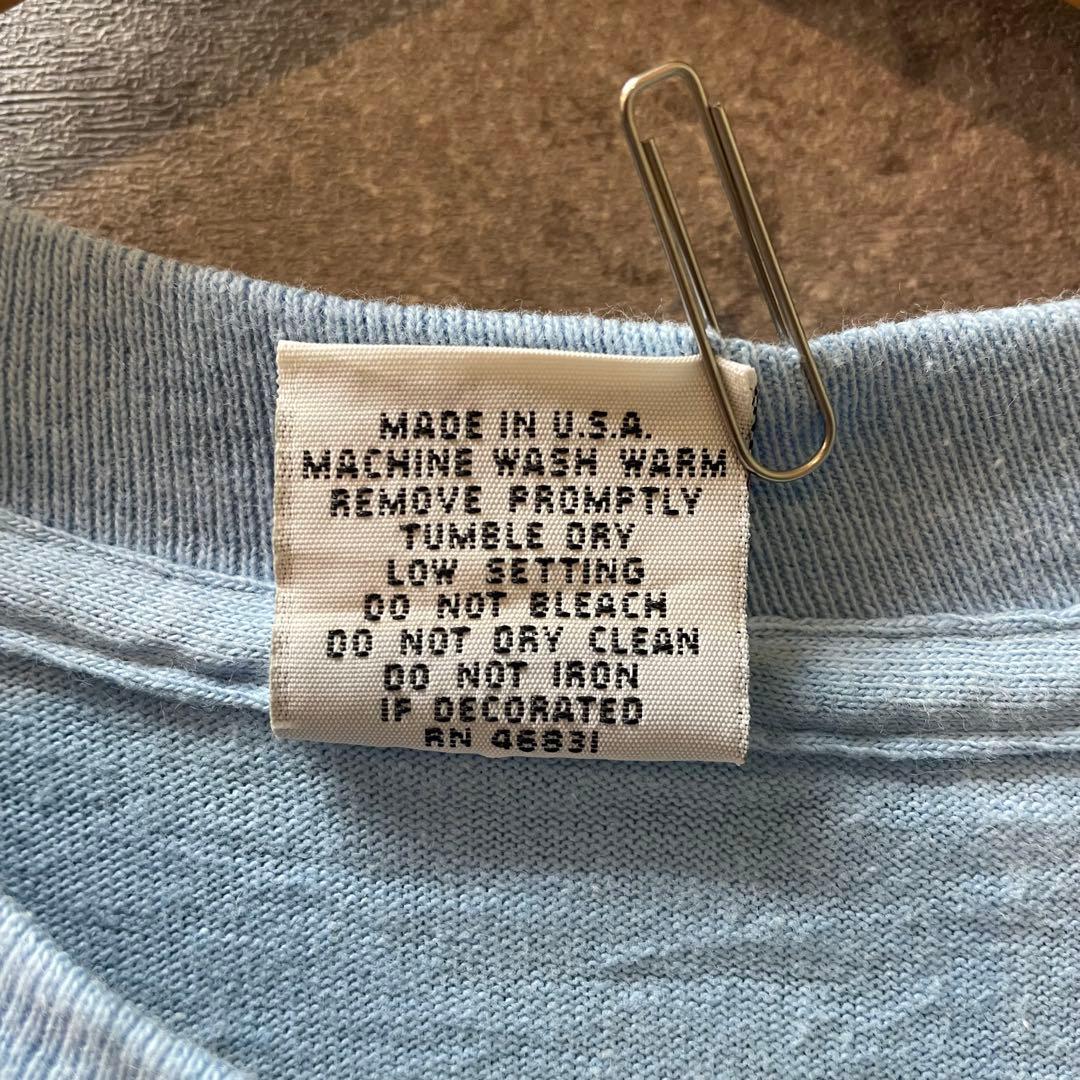 MADE IN U.S.A.
MACHINE WASH WARM
REMOVE PROMPTLY
TUMBLE DRY
LOW SETTING
DO NOT BLEACH
DO NOT DRY CLEAN
DO NOT IRON
IF DECORATED
RN 46831